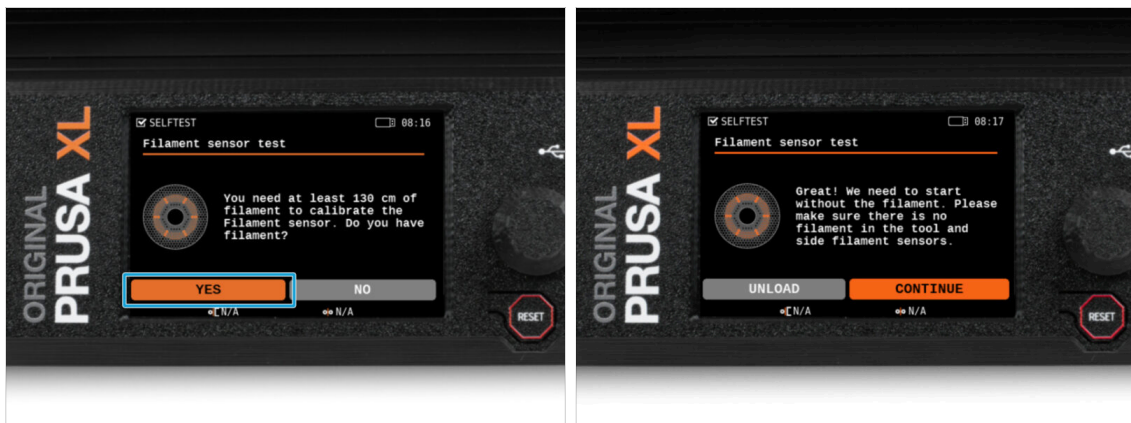 ORIGINAL
PRUSA XL
SELFTEST 08:16
Filament sensor test
You need at least 130 cm of
filament to calibrate the
Filament sensor. Do you have
filament?
YES NO
N/A N/A
RESET
ORIGINAL
PRUSA XL
SELFTEST 08:17
Filament sensor test
Great! We need to start
without the filament. Please
make sure there is no
filament in the tool and
side filament sensors.
UNLOAD CONTINUE
N/A N/A
RESET